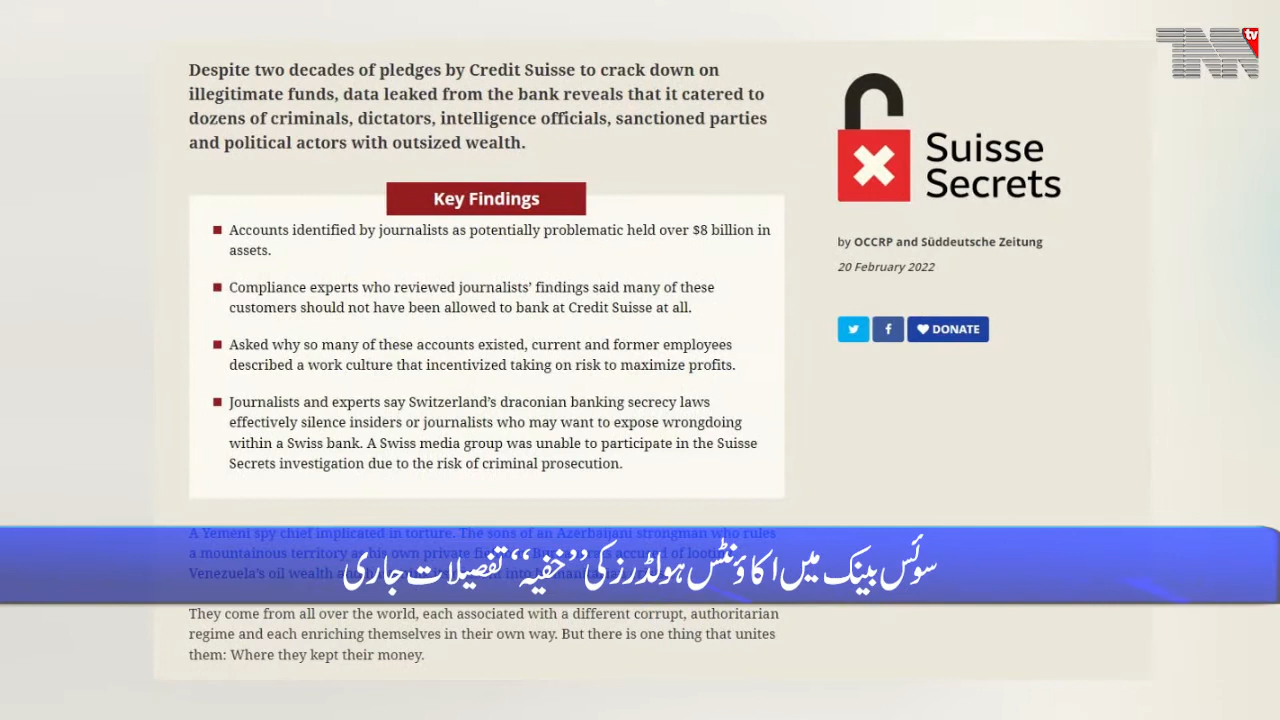 TNN tv
Despite two decades of pledges by Credit Suisse to crack down on
illegitimate funds, data leaked from the bank reveals that it catered to
dozens of criminals, dictators, intelligence officials, sanctioned parties
and political actors with outsized wealth.
Key Findings
Accounts identified by journalists as potentially problematic held over $8 billion in
assets.
Compliance experts who reviewed journalists’ findings said many of these
customers should not have been allowed to bank at Credit Suisse at all.
Asked why so many of these accounts existed, current and former employees
described a work culture that incentivized taking on risk to maximize profits.
Journalists and experts say Switzerland’s draconian banking secrecy laws
effectively silence insiders or journalists who may want to expose wrongdoing
within a Swiss bank. A Swiss media group was unable to participate in the Suisse
Secrets investigation due to the risk of criminal prosecution.
Suisse
Secrets
by OCCRP and Süddeutsche Zeitung
20 February 2022
DONATE
A Yemeni spy chief implicated in torture. The sons of an Azerbaijani strongman who rules
a mountainous territory as his own private
Venezuela’s oil wealth and
سوئس بینک میں اکاؤنٹس ہولڈرز کی ”خفیہ“ تفصیلات جاری
They come from all over the world, each associated with a different corrupt, authoritarian
regime and each enriching themselves in their own way. But there is one thing that unites
them: Where they kept their money.